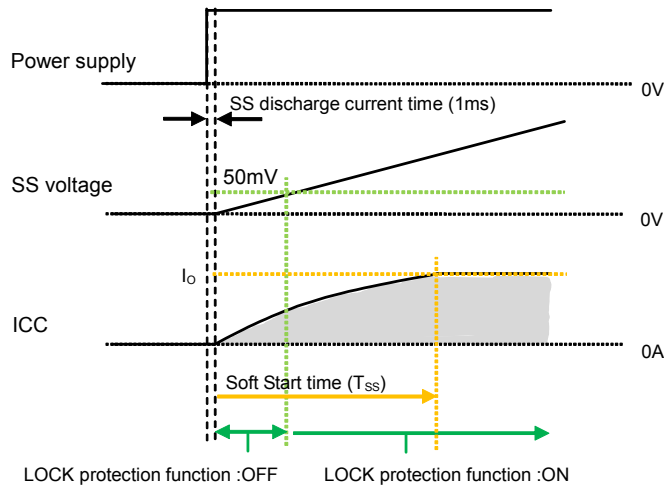 Power supply
0V
SS discharge current time (1ms)
50mV
SS voltage
0V
Io
ICC
0A
Soft Start time (TSS)
LOCK protection function :OFF
LOCK protection function :ON